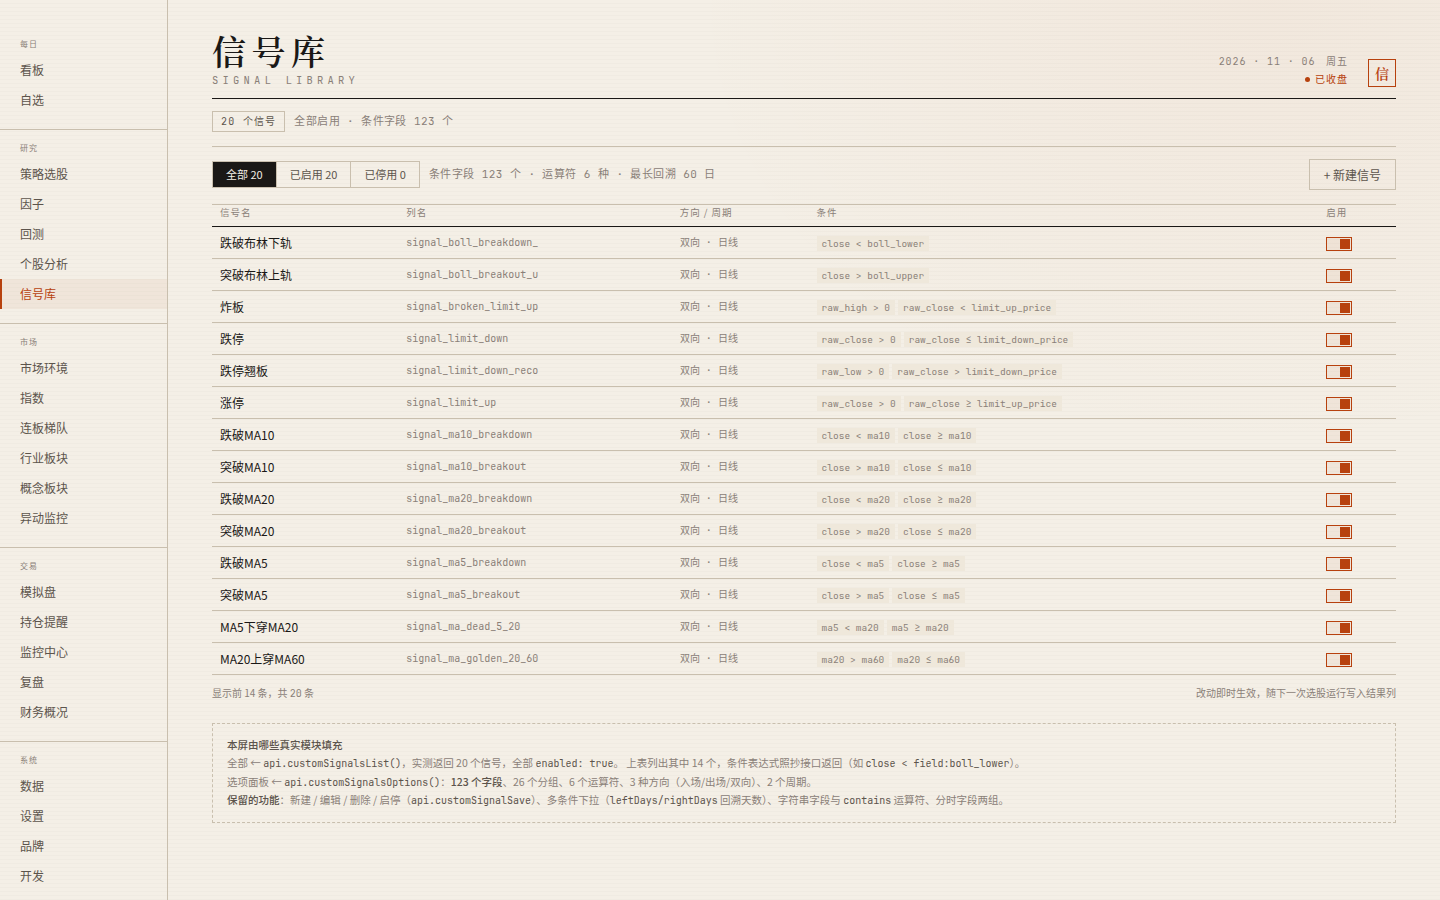 每日
看板
自选
研究
策略选股
因子
回测
个股分析
信号库
市场
市场环境
指数
连板梯队
行业板块
概念板块
异动监控
交易
模拟盘
持仓提醒
监控中心
复盘
财务概况
系统
数据
设置
品牌
开发
信号库
SIGNAL LIBRARY
2026 · 11 · 06 周五
已收盘
信
20 个信号 全部启用 · 条件字段 123 个
全部 20 已启用 20 已停用 0 条件字段 123 个 · 运算符 6 种 · 最长回溯 60 日 + 新建信号
信号名 列名 方向 / 周期 条件 启用
跌破布林下轨 signal_boll_breakdown_ 双向 · 日线 close < boll_lower
突破布林上轨 signal_boll_breakout_u 双向 · 日线 close > boll_upper
炸板 signal_broken_limit_up 双向 · 日线 raw_high > 0 raw_close < limit_up_price
跌停 signal_limit_down 双向 · 日线 raw_close > 0 raw_close ≤ limit_down_price
跌停翘板 signal_limit_down_reco 双向 · 日线 raw_low > 0 raw_close > limit_down_price
涨停 signal_limit_up 双向 · 日线 raw_close > 0 raw_close ≥ limit_up_price
跌破MA10 signal_ma10_breakdown 双向 · 日线 close < ma10 close ≥ ma10
突破MA10 signal_ma10_breakout 双向 · 日线 close > ma10 close ≤ ma10
跌破MA20 signal_ma20_breakdown 双向 · 日线 close < ma20 close ≥ ma20
突破MA20 signal_ma20_breakout 双向 · 日线 close > ma20 close ≤ ma20
跌破MA5 signal_ma5_breakdown 双向 · 日线 close < ma5 close ≥ ma5
突破MA5 signal_ma5_breakout 双向 · 日线 close > ma5 close ≤ ma5
MA5下穿MA20 signal_ma_dead_5_20 双向 · 日线 ma5 < ma20 ma5 ≥ ma20
MA20上穿MA60 signal_ma_golden_20_60 双向 · 日线 ma20 > ma60 ma20 ≤ ma60
显示前 14 条，共 20 条 改动即时生效，随下一次选股运行写入结果列
本屏由哪些真实模块填充
全部 ← api.customSignalsList()，实测返回 20 个信号，全部 enabled: true。 上表列出其中 14 个，条件表达式照抄接口返回（如 close < field:boll_lower）。
选项面板 ← api.customSignalsOptions()：123 个字段、26 个分组、6 个运算符、3 种方向（入场/出场/双向）、2 个周期。
保留的功能：新建 / 编辑 / 删除 / 启停（api.customSignalSave）、多条件下拉（leftDays/rightDays 回溯天数）、字符串字段与 contains 运算符、分时字段两组。